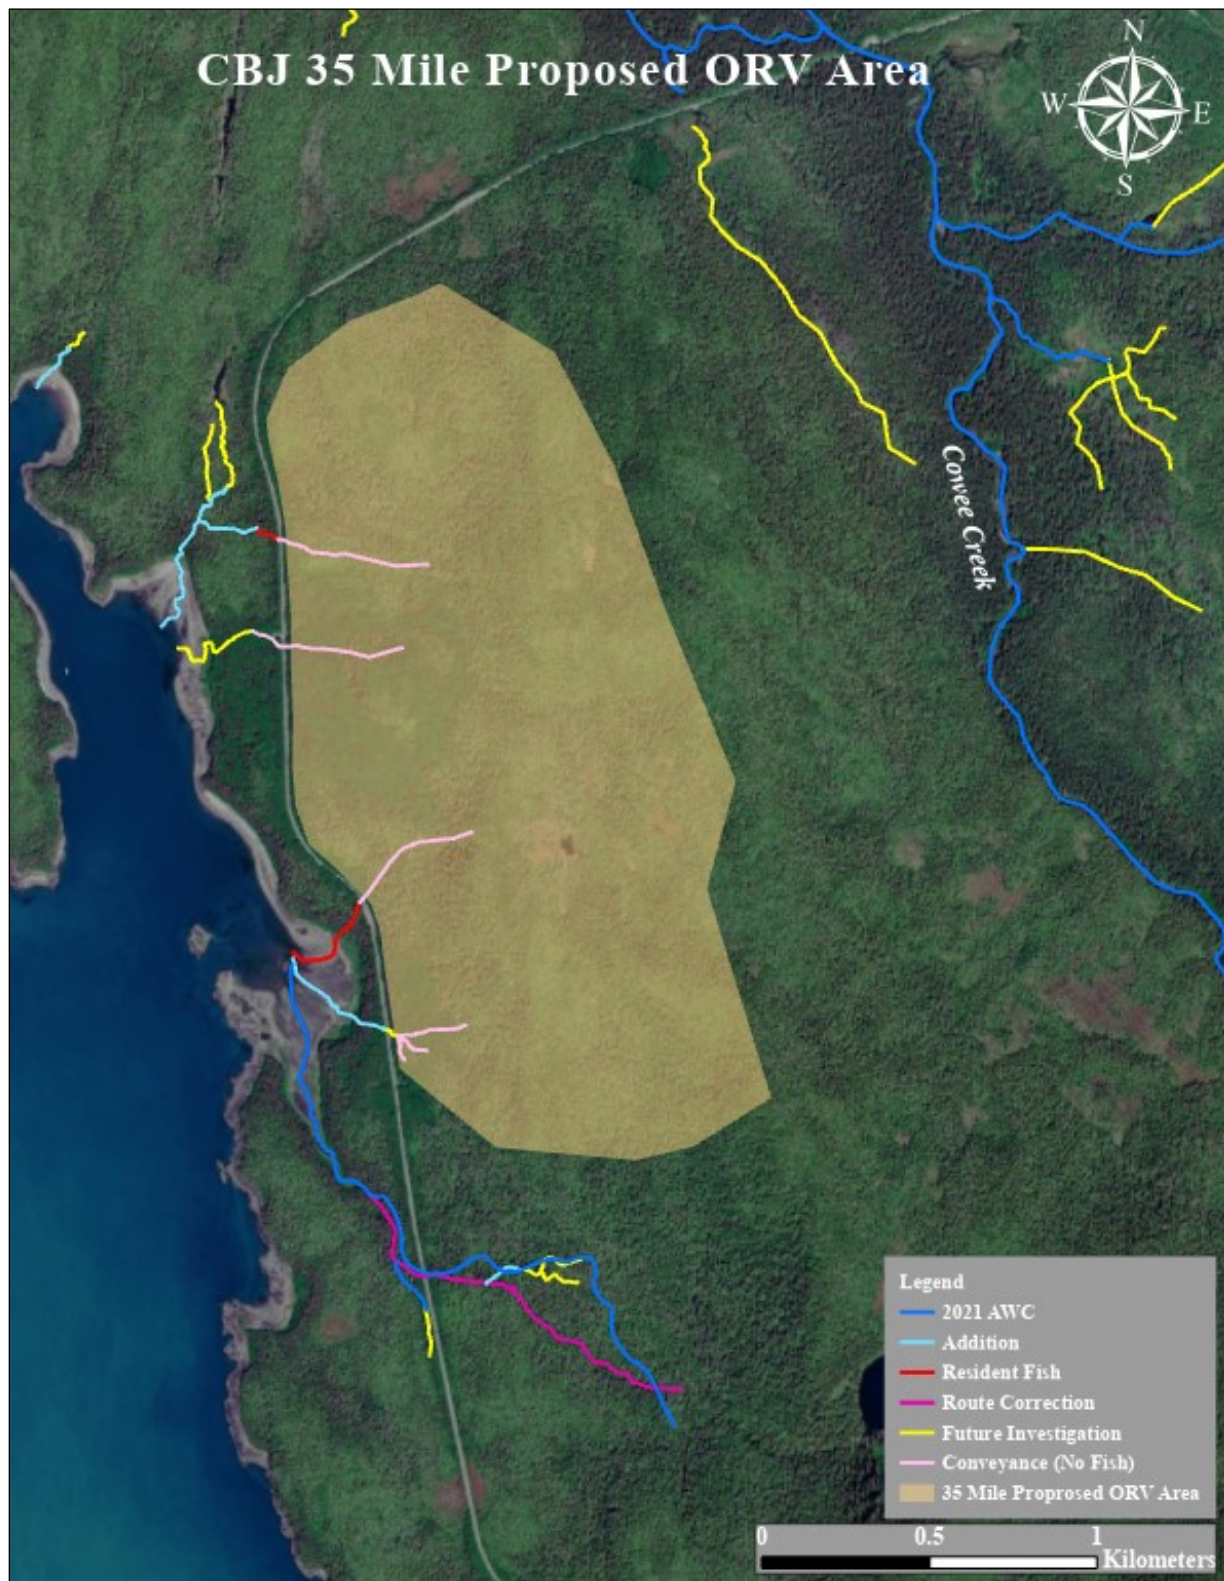 CBJ 35 Mile Proposed ORV Area
N
W
E
S
Cowee Creek
Legend
2021 AWC
Addition
Resident Fish
Route Correction
Future Investigation
Conveyance (No Fish)
35 Mile Proprosed ORV Area
0 0.5 1
Kilometers